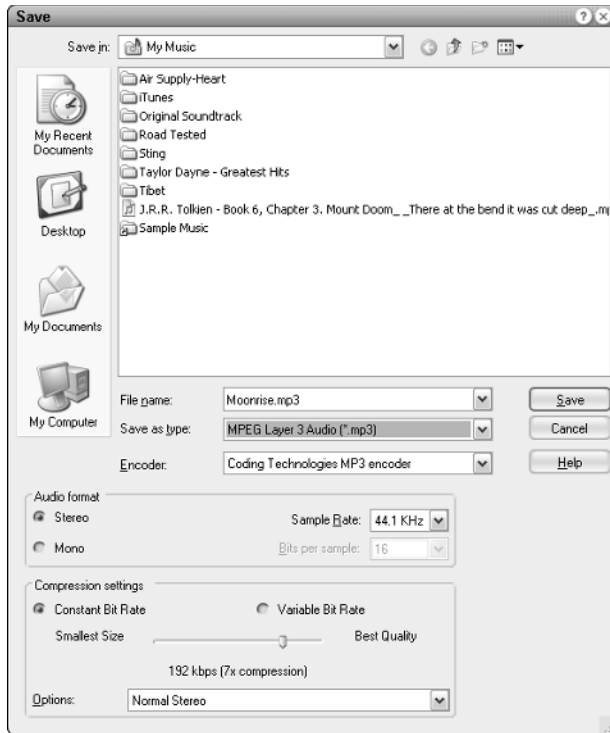 Save
Save in: My Music
My Recent Documents
Desktop
My Documents
My Computer
Air Supply-Heart
iTunes
Original Soundtrack
Road Tested
Sting
Taylor Dayne - Greatest Hits
Tibet
J.R.R. Tolkien - Book 6, Chapter 3. Mount Doom_ _There at the bend it was cut deep_.m
Sample Music
File name: Moonrise.mp3 Save
Save as type: MPEG Layer 3 Audio (*.mp3) Cancel
Encoder: Coding Technologies MP3 encoder Help
Audio format
Stereo Sample Rate: 44.1 KHz
Mono Bits per sample: 16
Compression settings
Constant Bit Rate Variable Bit Rate
Smallest Size Best Quality
192 kbps (7x compression)
Options: Normal Stereo